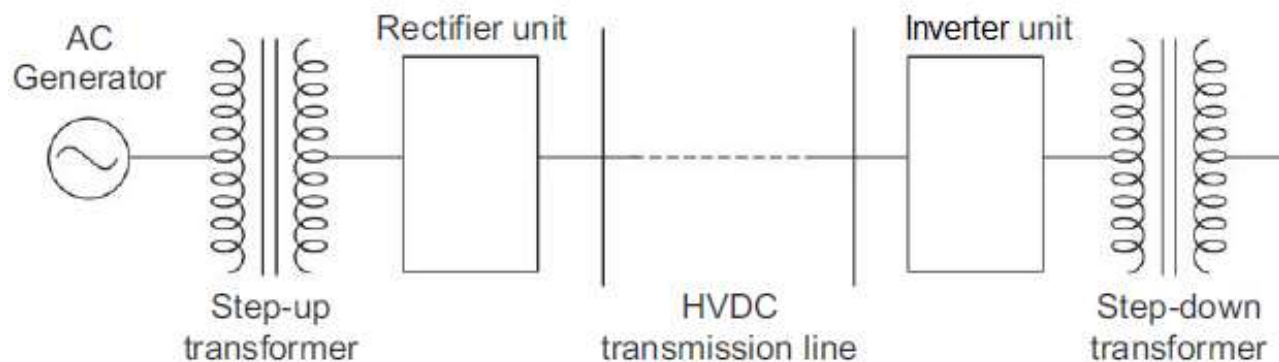 AC
Generator
Rectifier unit
Inverter unit
Step-up
transformer
HVDC
transmission line
Step-down
transformer